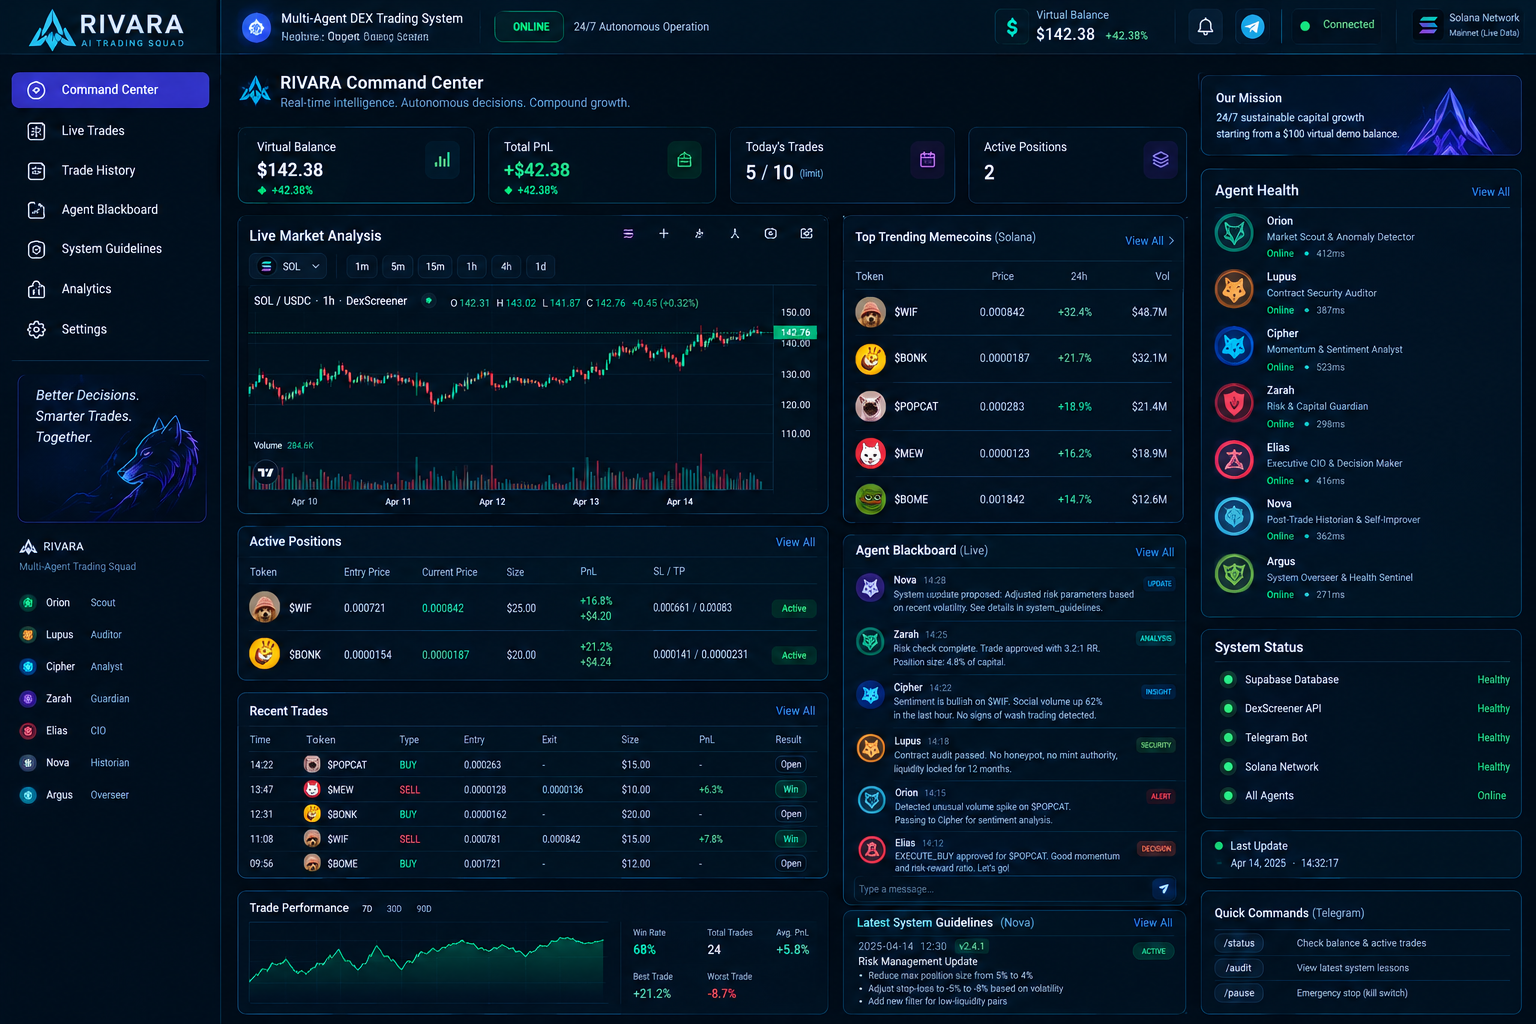 RIVARA
AI TRADING SQUAD
Multi-Agent DEX Trading System
ONLINE
24/7 Autonomous Operation
Virtual Balance
$142.38 +42.38%
Connected
Solana Network
Mainnet (Live Data)
Command Center
Live Trades
Trade History
Agent Blackboard
System Guidelines
Analytics
Settings
Better Decisions.
Smarter Trades.
Together.
RIVARA
Multi-Agent Trading Squad
Orion Scout
Lupus Auditor
Cipher Analyst
Zarah Guardian
Elias CIO
Nova Historian
Argus Overseer
RIVARA Command Center
Real-time intelligence. Autonomous decisions. Compound growth.
Virtual Balance
$142.38
+42.38%
Total PnL
+$42.38
+42.38%
Today's Trades
5 / 10 (limit)
Active Positions
2
Live Market Analysis
SOL 1m 5m 15m 1h 4h 1d
SOL / USDC · 1h · DexScreener O 142.31 H 143.02 L 141.87 C 142.76 +0.45 (+0.32%)
150.00
142.76
140.00
130.00
120.00
110.00
Volume 284.6K
Apr 10 Apr 11 Apr 12 Apr 13 Apr 14
Active Positions View All
Token Entry Price Current Price Size PnL SL / TP
$WIF 0.000721 0.000842 $25.00 +16.8% 0.000661 / 0.00083 Active
+$4.20
$BONK 0.0000154 0.0000187 $20.00 +21.2% 0.000141 / 0.0000231 Active
+$4.24
Recent Trades View All
Time Token Type Entry Exit Size PnL Result
14:22 $POPCAT BUY 0.000263 - $15.00 - Open
13:47 $MEW SELL 0.0000128 0.0000136 $10.00 +6.3% Win
12:31 $BONK BUY 0.0000162 - $20.00 - Open
11:08 $WIF SELL 0.000781 0.000842 $15.00 +7.8% Win
09:56 $BOME BUY 0.001721 - $12.00 - Open
Trade Performance 7D 30D 90D
Win Rate Total Trades Avg. PnL
68% 24 +5.8%
Best Trade Worst Trade
+21.2% -8.7%
Top Trending Memecoins (Solana) View All
Token Price 24h Vol
$WIF 0.000842 +32.4% $48.7M
$BONK 0.0000187 +21.7% $32.1M
$POPCAT 0.000283 +18.9% $21.4M
$MEW 0.0000123 +16.2% $18.9M
$BOME 0.001842 +14.7% $12.6M
Agent Blackboard (Live) View All
Nova 14:28 UPDATE
System update proposed: Adjusted risk parameters based
on recent volatility. See details in system_guidelines.
Zarah 14:25 ANALYSIS
Risk check complete. Trade approved with 3.2:1 RR.
Position size: 4.8% of capital.
Cipher 14:22 INSIGHT
Sentiment is bullish on $WIF. Social volume up 62%
in the last hour. No signs of wash trading detected.
Lupus 14:18 SECURITY
Contract audit passed. No honeypot, no mint authority,
liquidity locked for 12 months.
Orion 14:15 ALERT
Detected unusual volume spike on $POPCAT.
Passing to Cipher for sentiment analysis.
Elias 14:12 DECISION
EXECUTE_BUY approved for $POPCAT. Good momentum
and risk-reward ratio. Let's go!
Type a message...
Latest System Guidelines (Nova) View All
2025-04-14 12:30 v2.4.1 ACTIVE
Risk Management Update
• Reduce max position size from 5% to 4%
• Adjust stop-loss to -5% to -8% based on volatility
• Add new filter for low-liquidity pairs
Our Mission
24/7 sustainable capital growth
starting from a $100 virtual demo balance.
Agent Health View All
Orion
Market Scout & Anomaly Detector
Online • 412ms
Lupus
Contract Security Auditor
Online • 387ms
Cipher
Momentum & Sentiment Analyst
Online • 523ms
Zarah
Risk & Capital Guardian
Online • 298ms
Elias
Executive CIO & Decision Maker
Online • 416ms
Nova
Post-Trade Historian & Self-Improver
Online • 362ms
Argus
System Overseer & Health Sentinel
Online • 271ms
System Status
Supabase Database Healthy
DexScreener API Healthy
Telegram Bot Healthy
Solana Network Healthy
All Agents Online
Last Update
Apr 14, 2025 · 14:32:17
Quick Commands (Telegram)
/status Check balance & active trades
/audit View latest system lessons
/pause Emergency stop (kill switch)